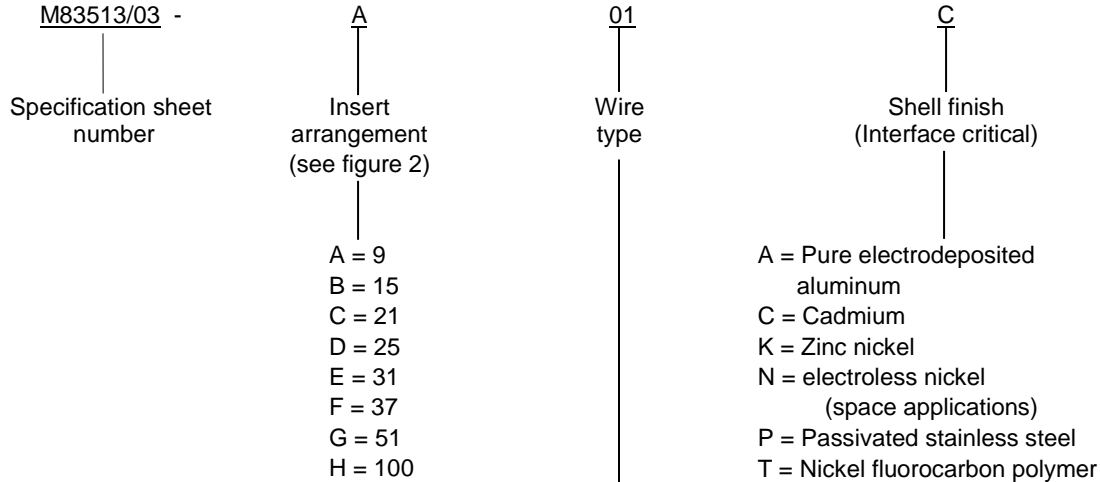 M83513/03 - A 01 C
Specification sheet number
Insert arrangement (see figure 2)
Wire type
Shell finish (Interface critical)
A = 9
B = 15
C = 21
D = 25
E = 31
F = 37
G = 51
H = 100
A = Pure electrodeposited
aluminum
C = Cadmium
K = Zinc nickel
N = electroless nickel
(space applications)
P = Passivated stainless steel
T = Nickel fluorocarbon polymer